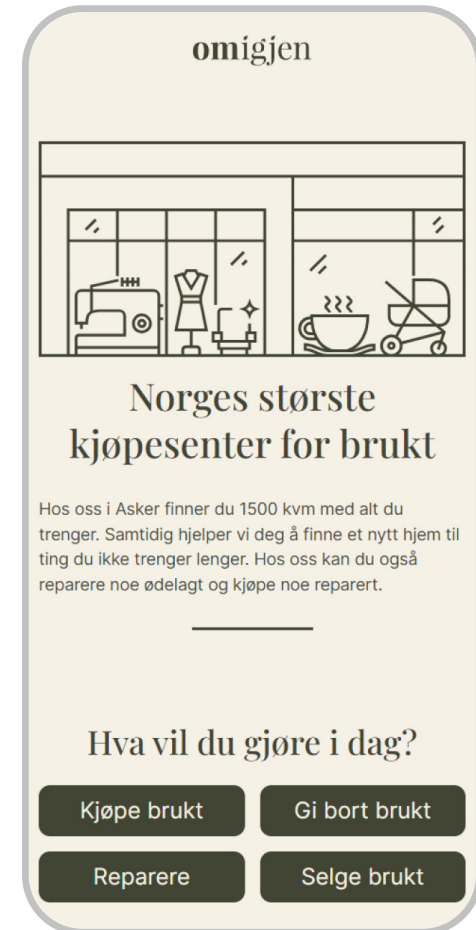 omigjen
Norges største
kjøpesenter for brukt
Hos oss i Asker finner du 1500 kvm med alt du
trenger. Samtidig hjelper vi deg å finne et nytt hjem til
ting du ikke trenger lenger. Hos oss kan du også
reparere noe ødelagt og kjøpe noe reparert.
Hva vil du gjøre i dag?
Kjøpe brukt
Gi bort brukt
Reparere
Selge brukt